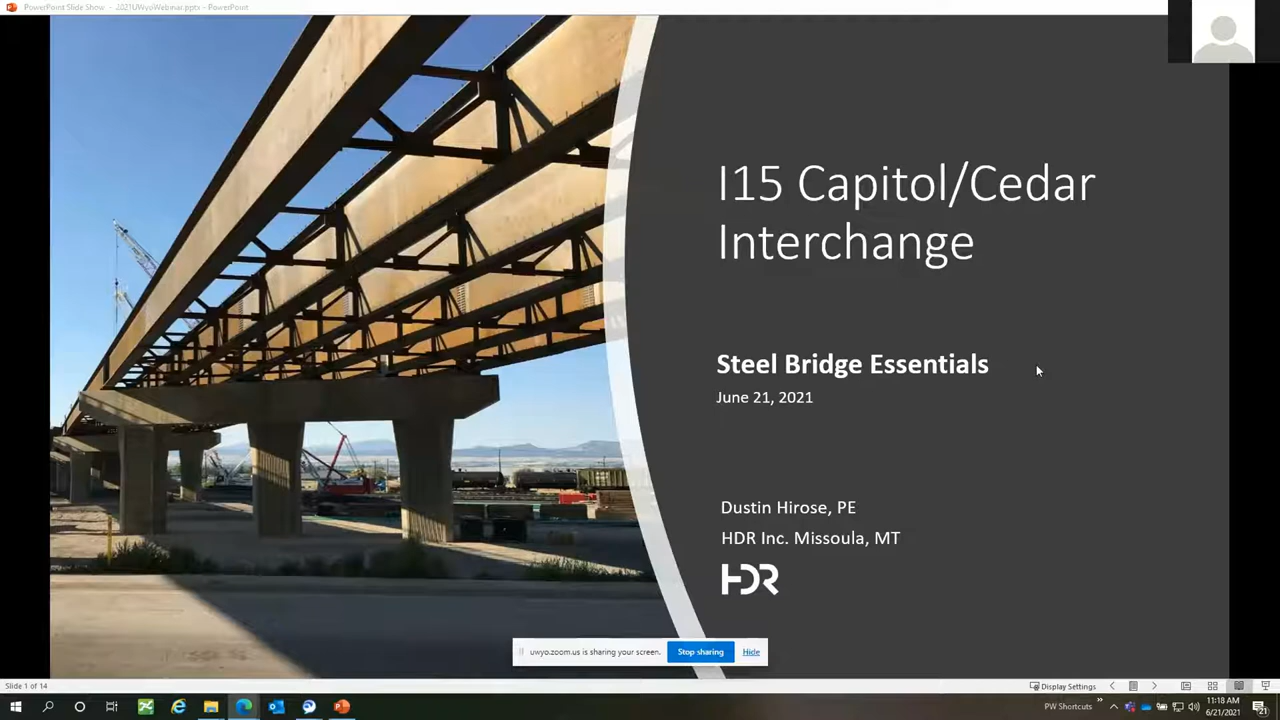 PowerPoint Slide Show - 2021UWyoWebinar.pptx - PowerPoint
I15 Capitol/Cedar
Interchange
Steel Bridge Essentials
June 21, 2021
Dustin Hirose, PE
HDR Inc. Missoula, MT
HDR
uwyo.zoom.us is sharing your screen.
Stop sharing
Hide
Slide 1 of 14
Display Settings
PW Shortcuts
11:18 AM
6/21/2021
21